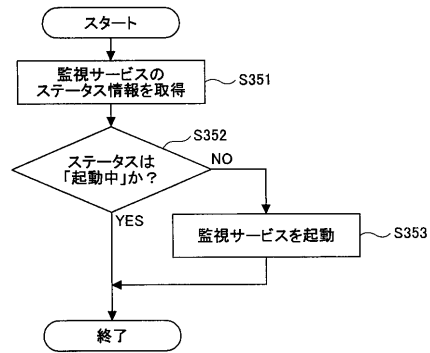 スタート
監視サービスの
ステータス情報を取得
S351
S352
ステータスは
「起動中」か?
NO
YES
監視サービスを起動
S353
終了